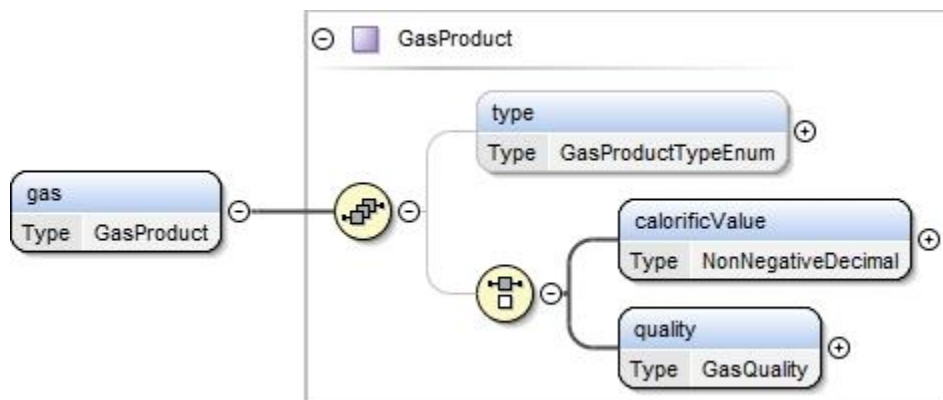 GasProduct
type
Type GasProductTypeEnum
gas
Type GasProduct
calorificValue
Type NonNegativeDecimal
quality
Type GasQuality